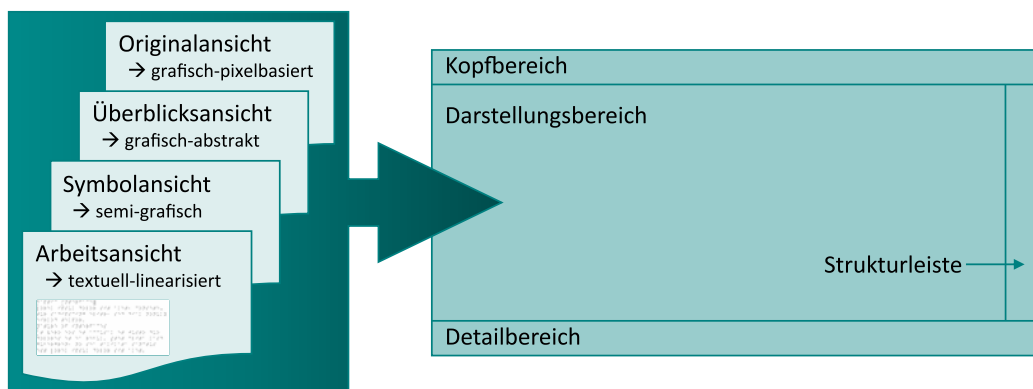 Originalansicht
→ grafisch-pixelbasiert
Überblicksansicht
→ grafisch-abstrakt
Symbolansicht
→ semi-grafisch
Arbeitsansicht
→ textuell-linearisiert
Kopfbereich
Darstellungsbereich
Strukturleiste
Detailbereich